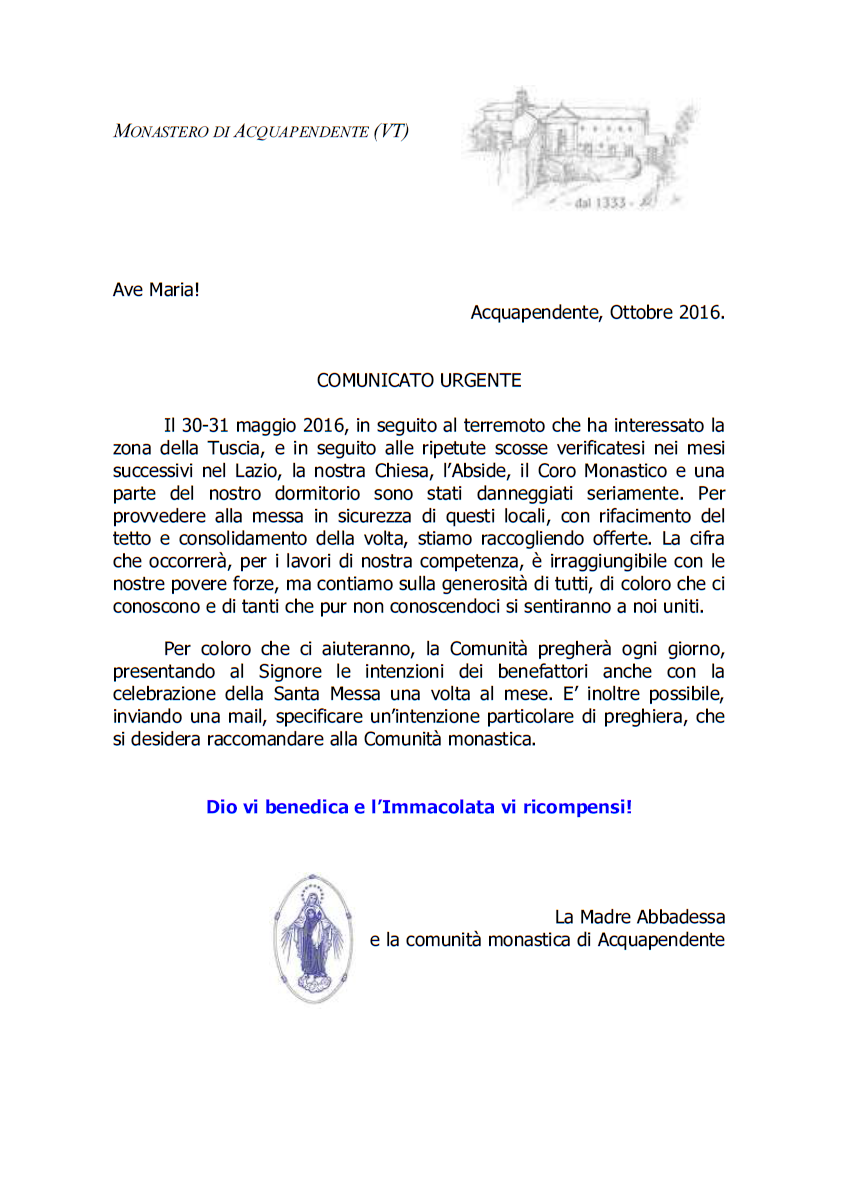 MONASTERO DI ACQUAPENDENTE (VT)
- dal 1333 -
Ave Maria!
Acquapendente, Ottobre 2016.
COMUNICATO URGENTE
Il 30-31 maggio 2016, in seguito al terremoto che ha interessato la
zona della Tuscia, e in seguito alle ripetute scosse verificatesi nei mesi
successivi nel Lazio, la nostra Chiesa, l’Abside, il Coro Monastico e una
parte del nostro dormitorio sono stati danneggiati seriamente. Per
provvedere alla messa in sicurezza di questi locali, con rifacimento del
tetto e consolidamento della volta, stiamo raccogliendo offerte. La cifra
che occorrerà, per i lavori di nostra competenza, è irraggiungibile con le
nostre povere forze, ma contiamo sulla generosità di tutti, di coloro che ci
conoscono e di tanti che pur non conoscendoci si sentiranno a noi uniti.
Per coloro che ci aiuteranno, la Comunità pregherà ogni giorno,
presentando al Signore le intenzioni dei benefattori anche con la
celebrazione della Santa Messa una volta al mese. E’ inoltre possibile,
inviando una mail, specificare un’intenzione particolare di preghiera, che
si desidera raccomandare alla Comunità monastica.
Dio vi benedica e l’Immacolata vi ricompensi!
La Madre Abbadessa
e la comunità monastica di Acquapendente